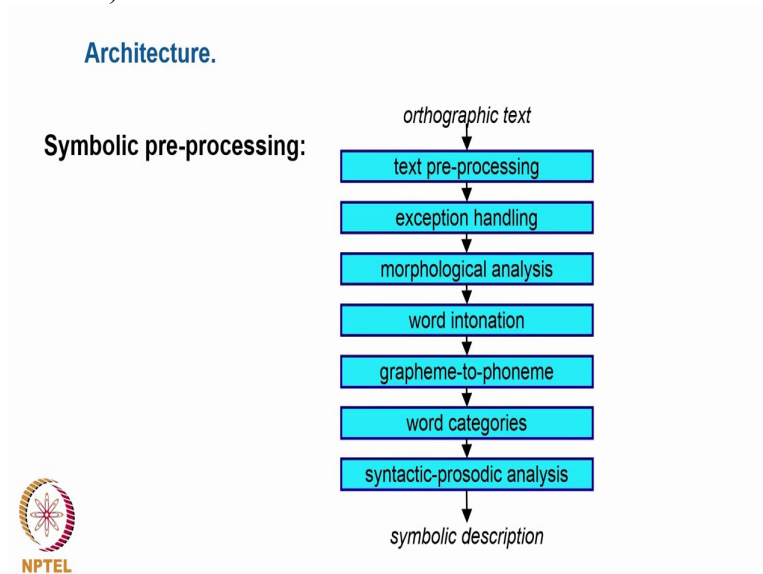 Architecture.
Symbolic pre-processing:
orthographic text
text pre-processing
exception handling
morphological analysis
word intonation
grapheme-to-phoneme
word categories
syntactic-prosodic analysis
symbolic description
NPTEL